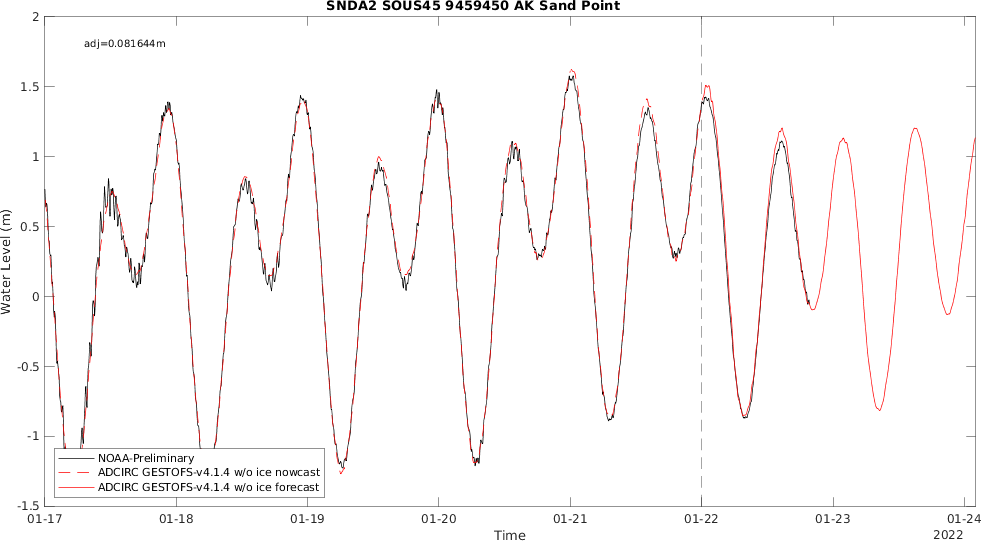 SNDA2 SOUS45 9459450 AK Sand Point
adj=0.081644m
2
1.5
1
0.5
0
-0.5
-1
-1.5
Water Level (m)
NOAA-Preliminary
ADCIRC GESTOFS-v4.1.4 w/o ice nowcast
ADCIRC GESTOFS-v4.1.4 w/o ice forecast
01-17 01-18 01-19 01-20 01-21 01-22 01-23 01-24
Time
2022